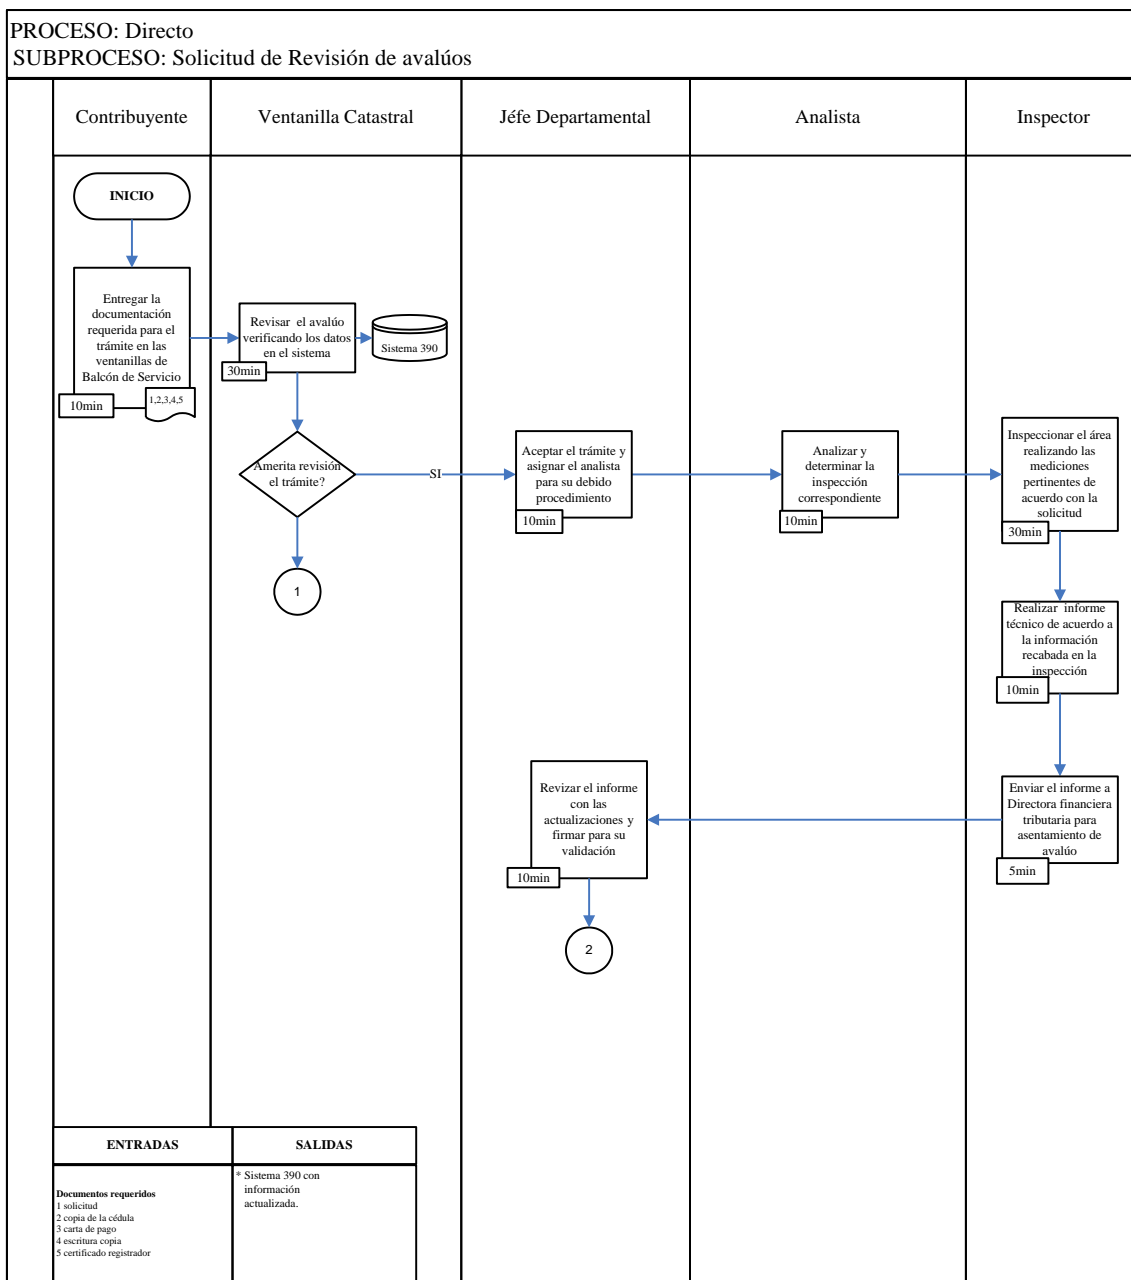 PROCESO: Directo
SUBPROCESO: Solicitud de Revisión de avalúos
Contribuyente
Ventanilla Catastral
Jéfe Departamental
Analista
Inspector
INICIO
Entregar la
documentación
requerida para el
trámite en las
ventanillas de
Balcón de Servicio
10min
1,2,3,4,5
Revisar el avalúo
verificando los datos
en el sistema
30min
Sistema 390
Amerita revisión
el trámite?
SI
1
Aceptar el trámite y
asignar el analista
para su debido
procedimiento
10min
Analizar y
determinar la
inspección
correspondiente
10min
Inspeccionar el área
realizando las
mediciones
pertinentes de
acuerdo con la
solicitud
30min
Realizar informe
técnico de acuerdo a
la información
recabada en la
inspección
10min
Enviar el informe a
Directora financiera
tributaria para
asentamiento de
avalúo
5min
Revizar el informe
con las
actualizaciones y
firmar para su
validación
10min
2
ENTRADAS
SALIDAS
Documentos requeridos
1 solicitud
2 copia de la cédula
3 carta de pago
4 escritura copia
5 certificado registrador
* Sistema 390 con
información
actualizada.